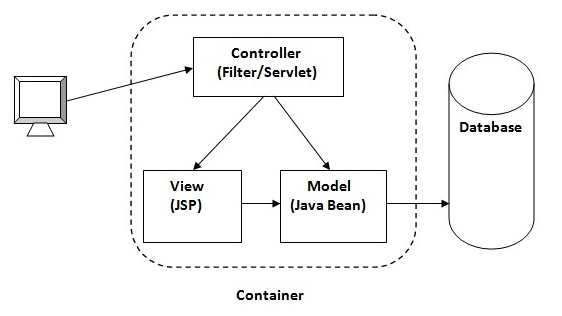 Controller
(Filter/Servlet)
Database
View
(JSP)
Model
(Java Bean)
Container